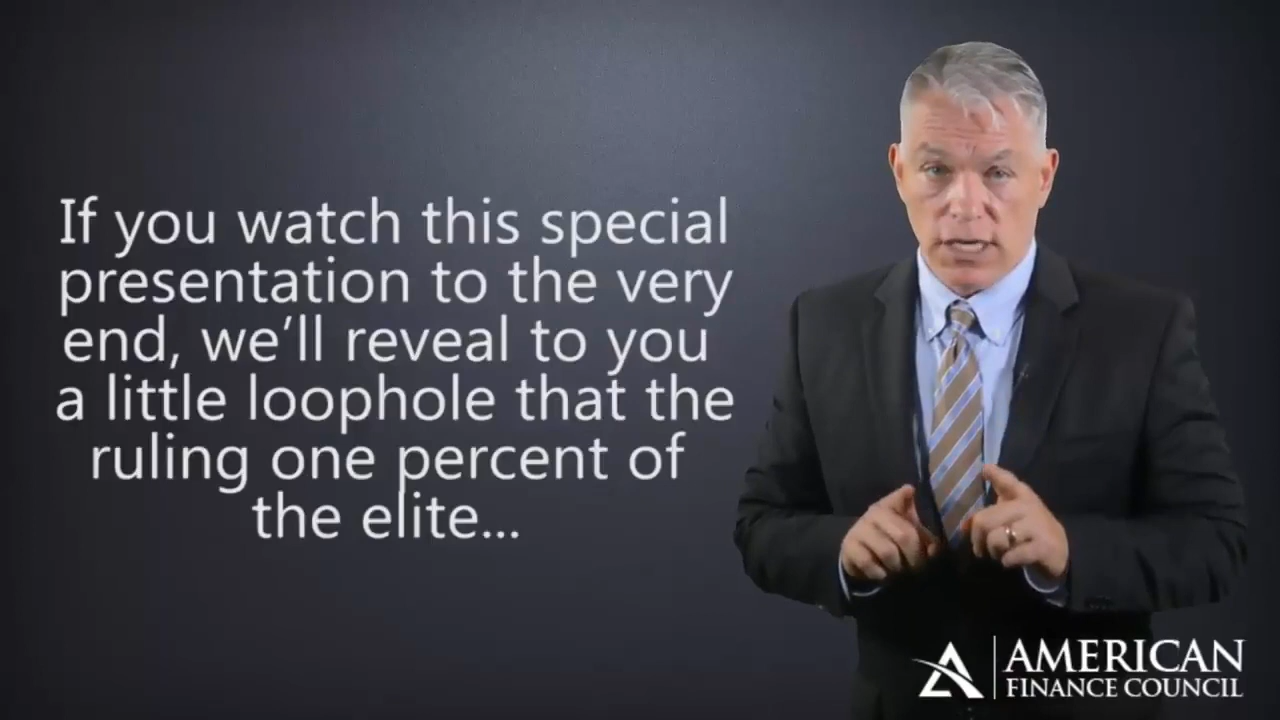 If you watch this special
presentation to the very
end, we’ll reveal to you
a little loophole that the
ruling one percent of
the elite...
AMERICAN
FINANCE COUNCIL